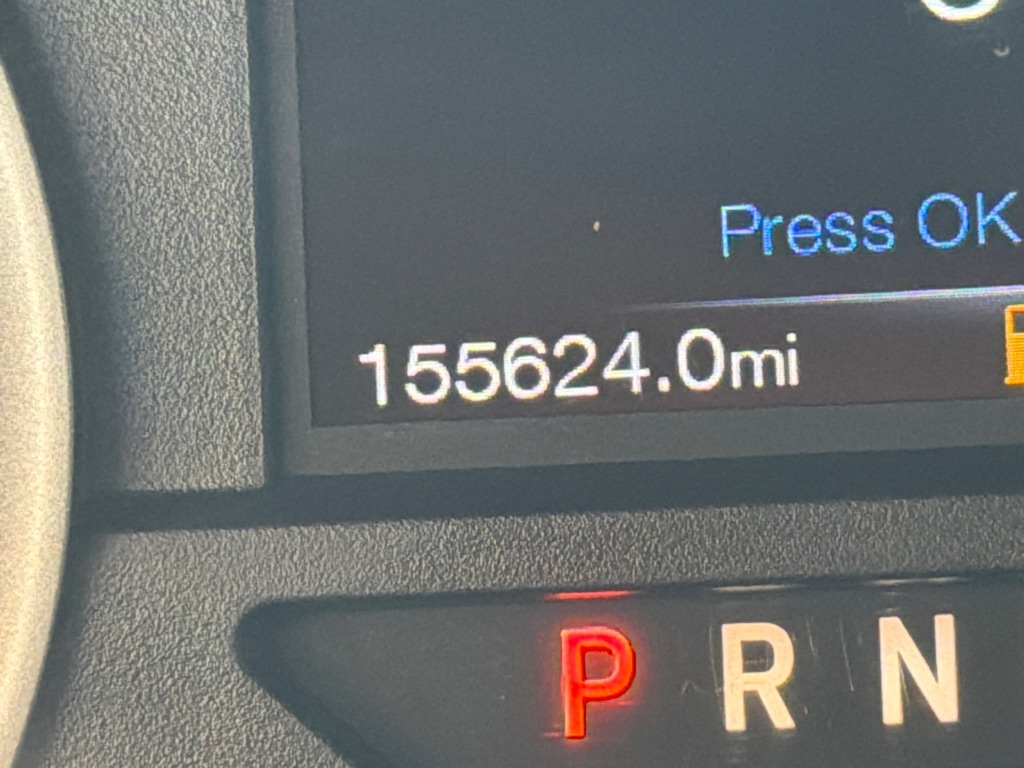 Press OK
155624.0mi
P R N